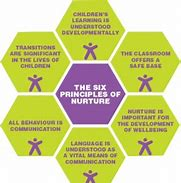 CHILDREN'S
LEARNING IS
UNDERSTOOD
DEVELOPMENTALLY
TRANSITIONS
ARE SIGNIFICANT
IN THE LIVES OF
CHILDREN
THE CLASSROOM
OFFERS A
SAFE BASE
THE SIX
PRINCIPLES OF
NURTURE
ALL BEHAVIOUR IS
COMMUNICATION
NURTURE IS
IMPORTANT FOR
THE DEVELOPMENT
OF WELLBEING
LANGUAGE IS
UNDERSTOOD AS
A VITAL MEANS OF
COMMUNICATION